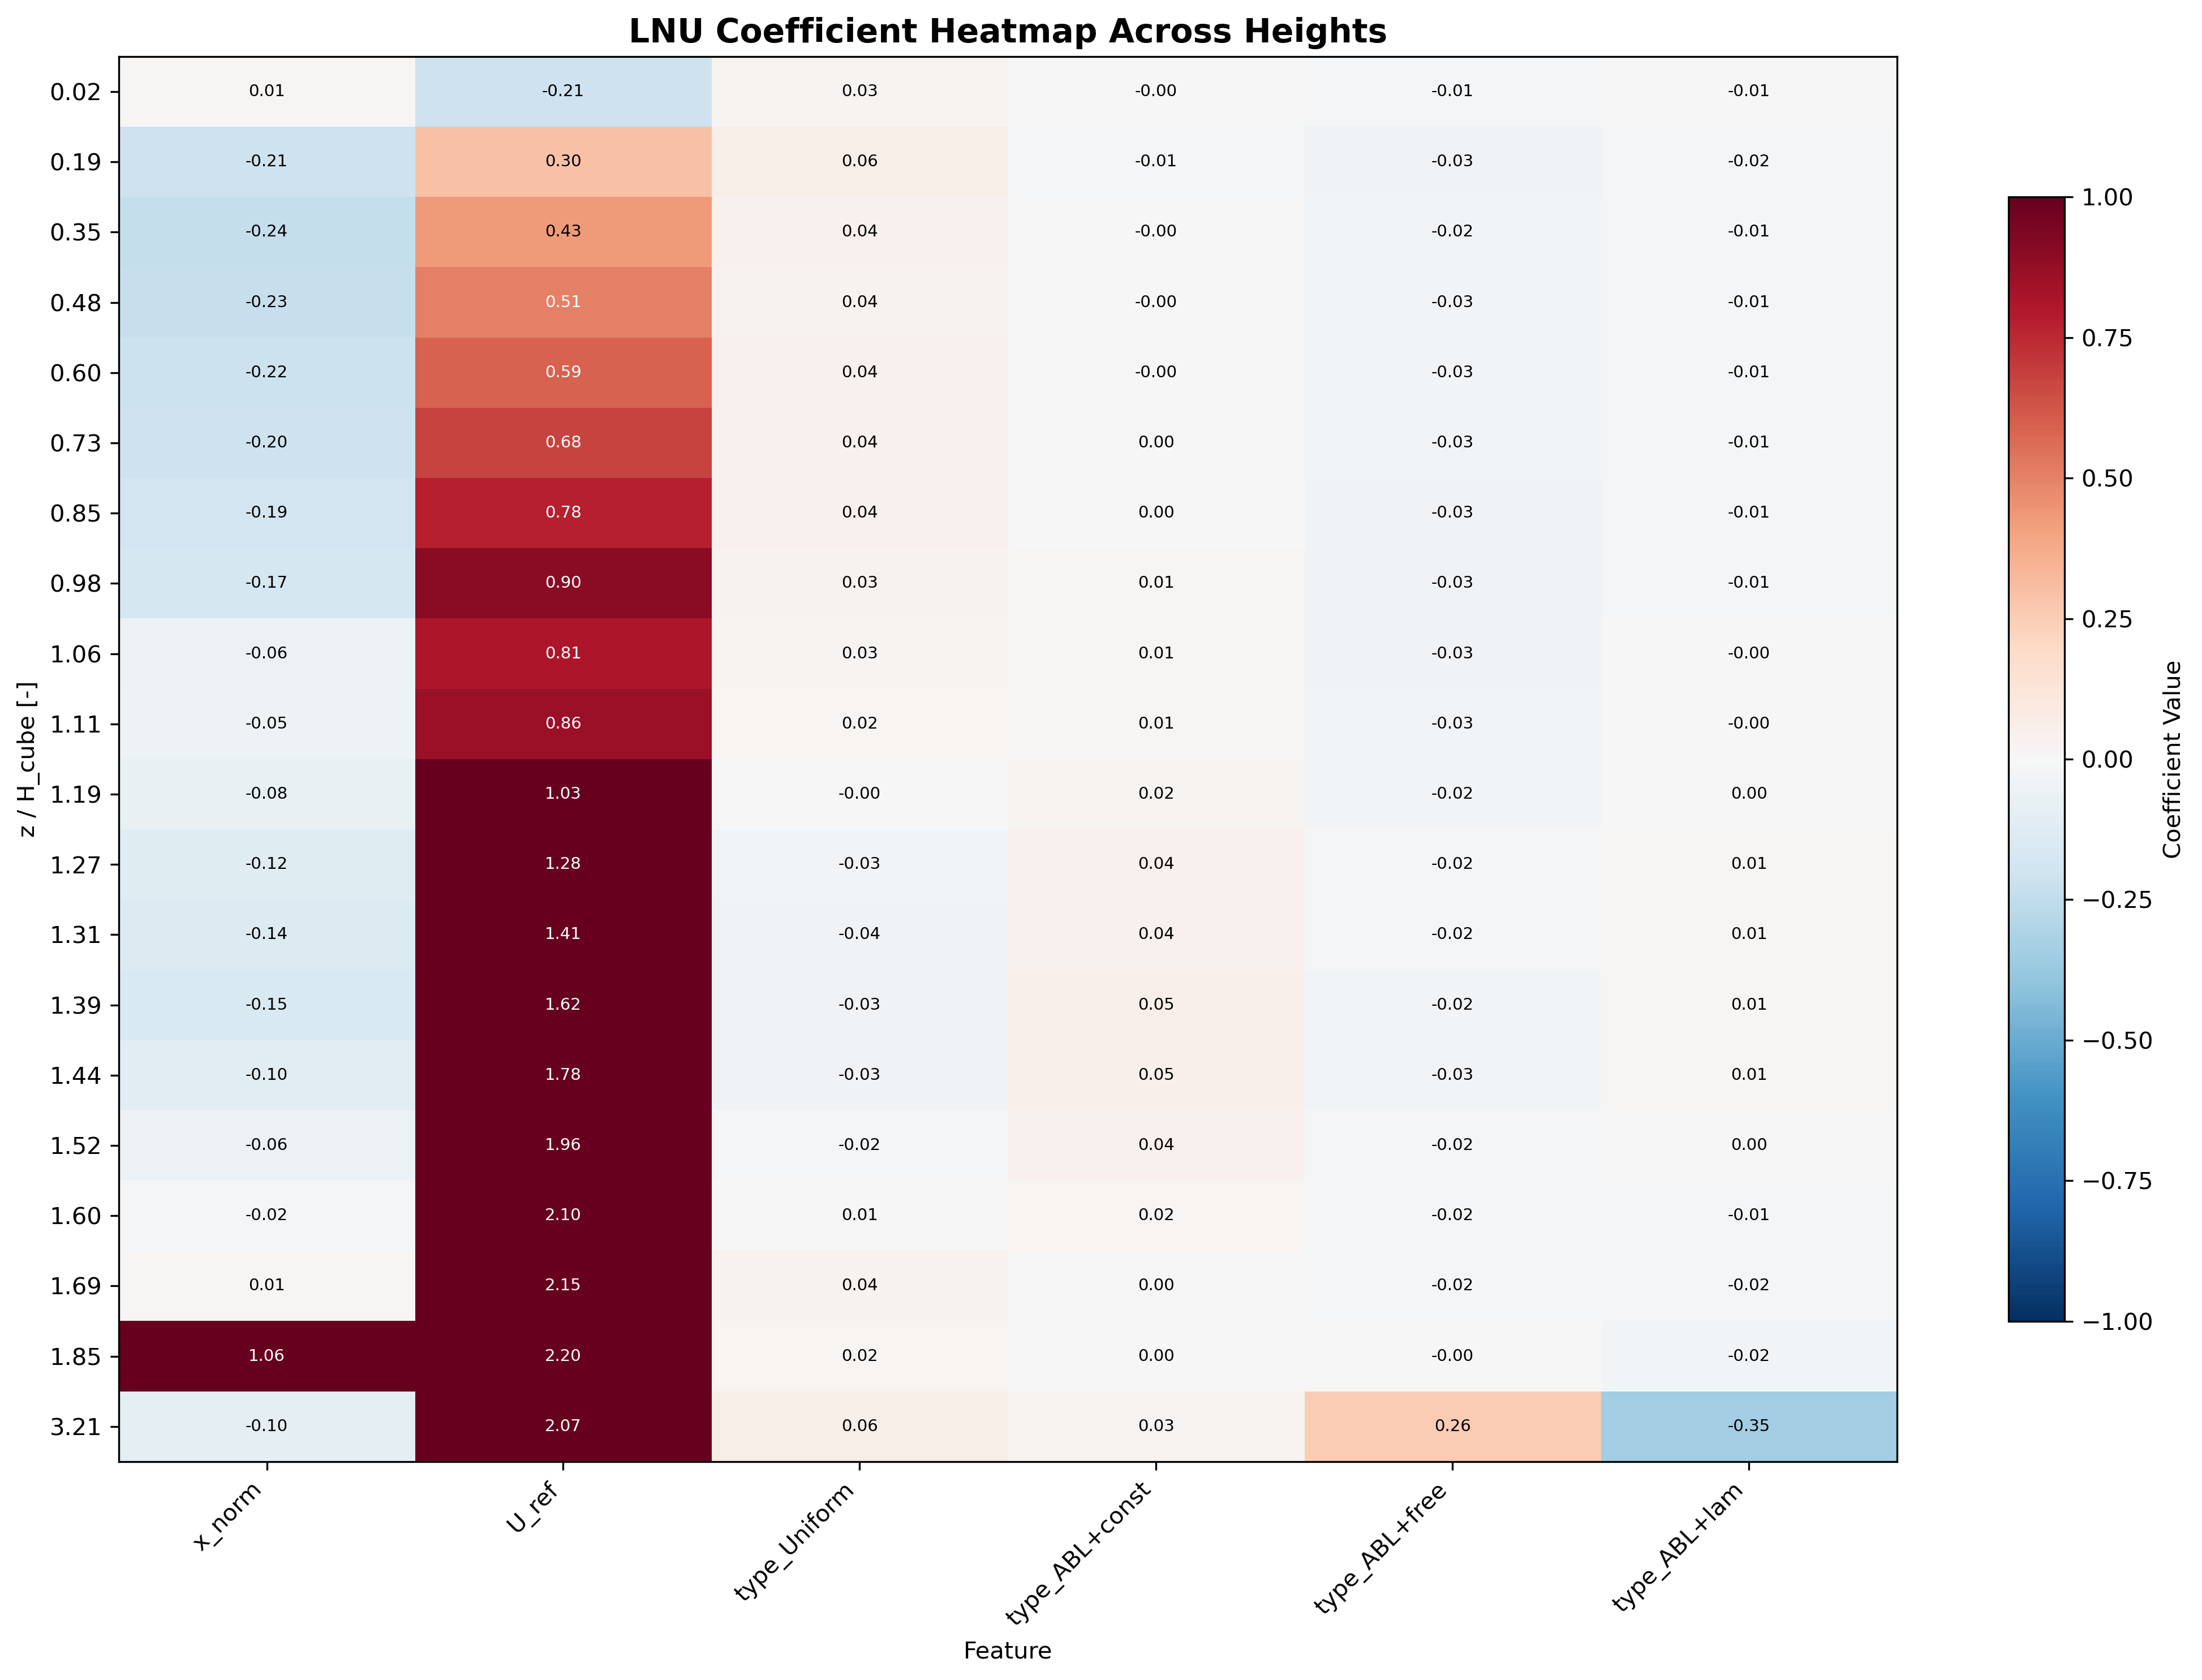 LNU Coefficient Heatmap Across Heights
0.02 0.01 -0.21 0.03 -0.00 -0.01 -0.01
0.19 -0.21 0.30 0.06 -0.01 -0.03 -0.02
0.35 -0.24 0.43 0.04 -0.00 -0.02 -0.01
0.48 -0.23 0.51 0.04 -0.00 -0.03 -0.01
0.60 -0.22 0.59 0.04 -0.00 -0.03 -0.01
0.73 -0.20 0.68 0.04 0.00 -0.03 -0.01
0.85 -0.19 0.78 0.04 0.00 -0.03 -0.01
0.98 -0.17 0.90 0.03 0.01 -0.03 -0.01
1.06 -0.06 0.81 0.03 0.01 -0.03 -0.00
1.11 -0.05 0.86 0.02 0.01 -0.03 -0.00
1.19 -0.08 1.03 -0.00 0.02 -0.02 0.00
1.27 -0.12 1.28 -0.03 0.04 -0.02 0.01
1.31 -0.14 1.41 -0.04 0.04 -0.02 0.01
1.39 -0.15 1.62 -0.03 0.05 -0.02 0.01
1.44 -0.10 1.78 -0.03 0.05 -0.03 0.01
1.52 -0.06 1.96 -0.02 0.04 -0.02 0.00
1.60 -0.02 2.10 0.01 0.02 -0.02 -0.01
1.69 0.01 2.15 0.04 0.00 -0.02 -0.02
1.85 1.06 2.20 0.02 0.00 -0.00 -0.02
3.21 -0.10 2.07 0.06 0.03 0.26 -0.35
z / H_cube [-]
x_norm U_ref type_Uniform type_ABL+const type_ABL+free type_ABL+lam
Feature
1.00
0.75
0.50
0.25
0.00
−0.25
−0.50
−0.75
−1.00
Coefficient Value